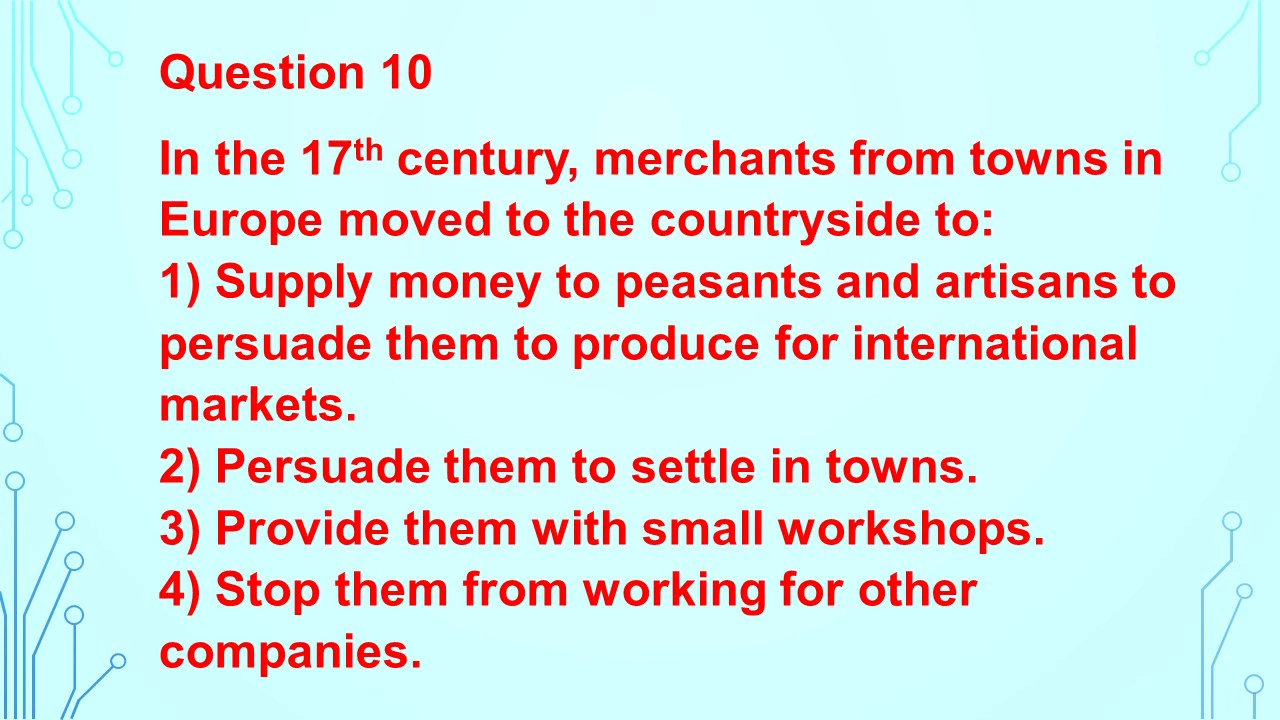 Question 10
In the 17th century, merchants from towns in
Europe moved to the countryside to:
1) Supply money to peasants and artisans to
persuade them to produce for international
markets.
2) Persuade them to settle in towns.
3) Provide them with small workshops.
4) Stop them from working for other
companies.